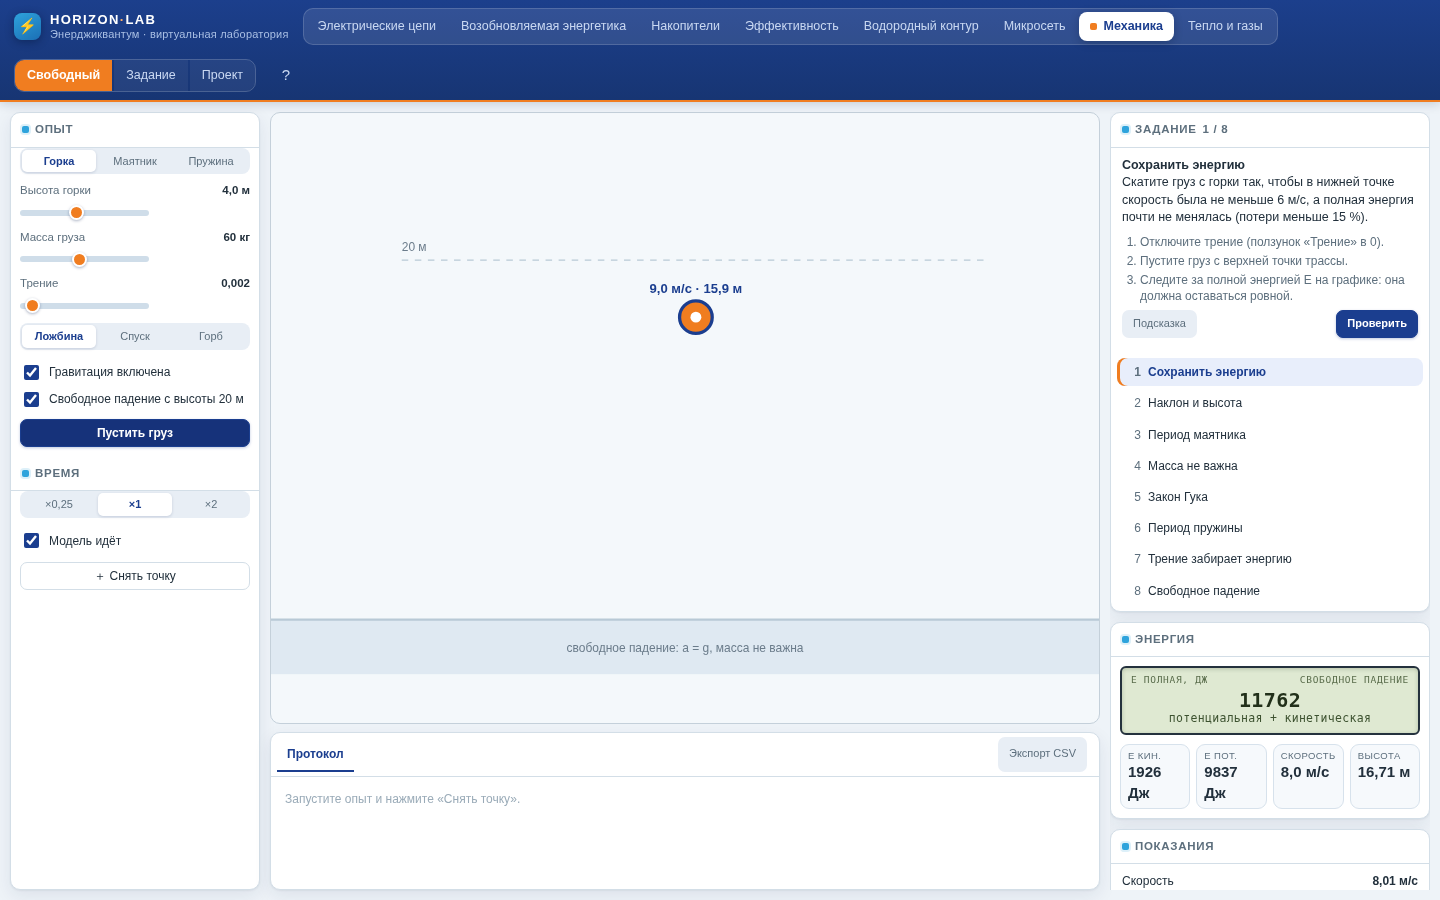 HORIZON·LAB
Энерджиквантум · виртуальная лаборатория
Электрические цепи
Возобновляемая энергетика
Накопители
Эффективность
Водородный контур
Микросеть
Механика
Тепло и газы
Свободный
Задание
Проект
?
ОПЫТ
Горка
Маятник
Пружина
Высота горки
4,0 м
Масса груза
60 кг
Трение
0,002
Ложбина
Спуск
Горб
Гравитация включена
Свободное падение с высоты 20 м
Пустить груз
ВРЕМЯ
×0,25
×1
×2
Модель идёт
+ Снять точку
20 м
9,0 м/с · 15,9 м
свободное падение: a = g, масса не важна
Протокол
Экспорт CSV
Запустите опыт и нажмите «Снять точку».
ЗАДАНИЕ 1 / 8
Сохранить энергию
Скатите груз с горки так, чтобы в нижней точке
скорость была не меньше 6 м/с, а полная энергия
почти не менялась (потери меньше 15 %).
1. Отключите трение (ползунок «Трение» в 0).
2. Пустите груз с верхней точки трассы.
3. Следите за полной энергией E на графике: она
должна оставаться ровной.
Подсказка
Проверить
1 Сохранить энергию
2 Наклон и высота
3 Период маятника
4 Масса не важна
5 Закон Гука
6 Период пружины
7 Трение забирает энергию
8 Свободное падение
ЭНЕРГИЯ
E ПОЛНАЯ, ДЖ
СВОБОДНОЕ ПАДЕНИЕ
11762
потенциальная + кинетическая
E КИН.
1926
Дж
E ПОТ.
9837
Дж
СКОРОСТЬ
8,0 м/с
ВЫСОТА
16,71 м
ПОКАЗАНИЯ
Скорость
8,01 м/с